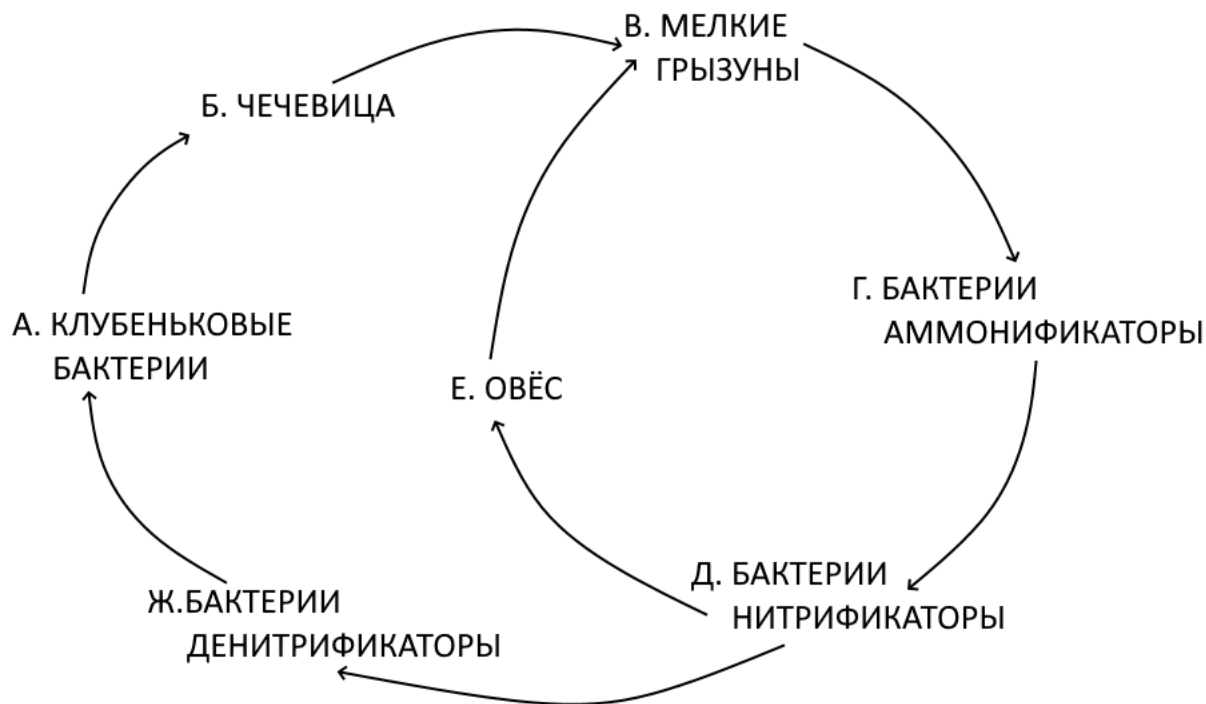 В. МЕЛКИЕ
ГРЫЗУНЫ
Б. ЧЕЧЕВИЦА
Г. БАКТЕРИИ
АММОНИФИКАТОРЫ
А. КЛУБЕНЬКОВЫЕ
БАКТЕРИИ
Е. ОВЁС
Д. БАКТЕРИИ
НИТРИФИКАТОРЫ
Ж.БАКТЕРИИ
ДЕНИТРИФИКАТОРЫ